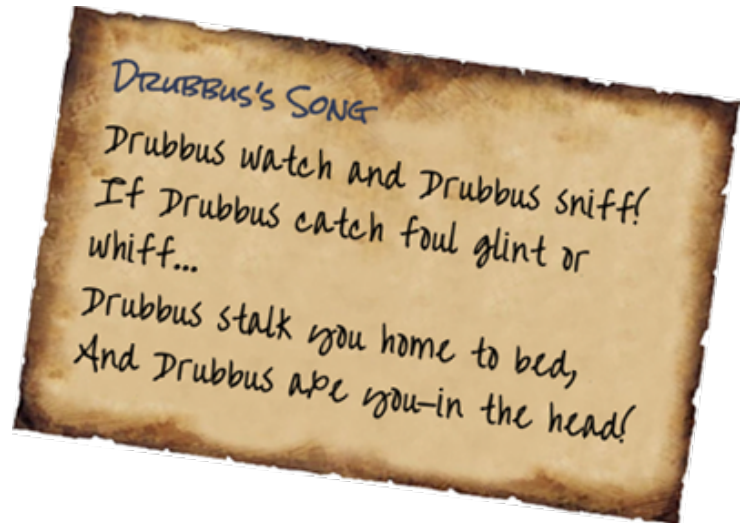 Drubbus's Song
Drubbus watch and Drubbus sniff!
If Drubbus catch foul glint or
whiff...
Drubbus stalk you home to bed,
And Drubbus axe you—in the head!